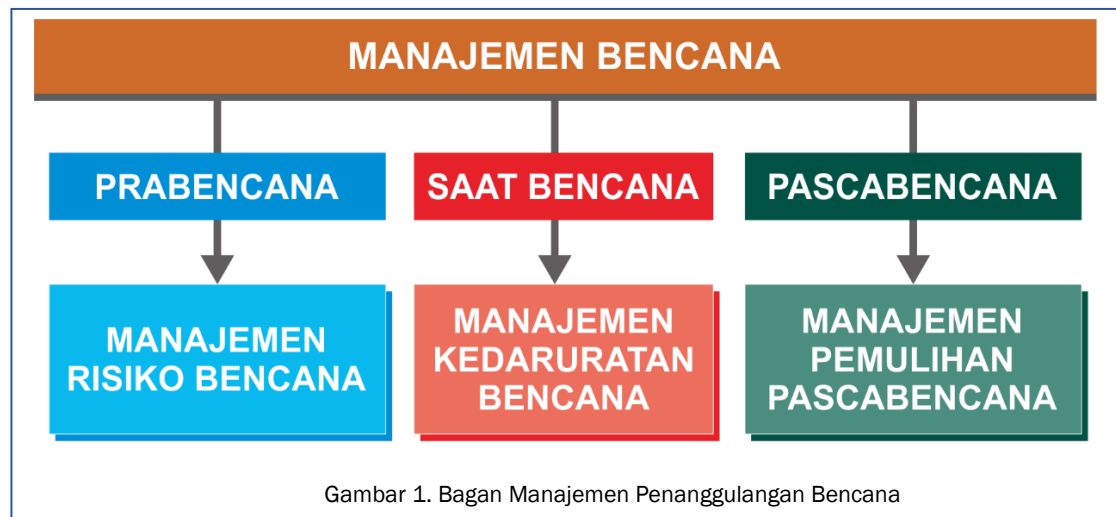 MANAJEMEN BENCANA
PRABENCANA
SAAT BENCANA
PASCABENCANA
MANAJEMEN
RISIKO BENCANA
MANAJEMEN
KEDARURATAN
BENCANA
MANAJEMEN
PEMULIHAN
PASCABENCANA
Gambar 1. Bagan Manajemen Penanggulangan Bencana